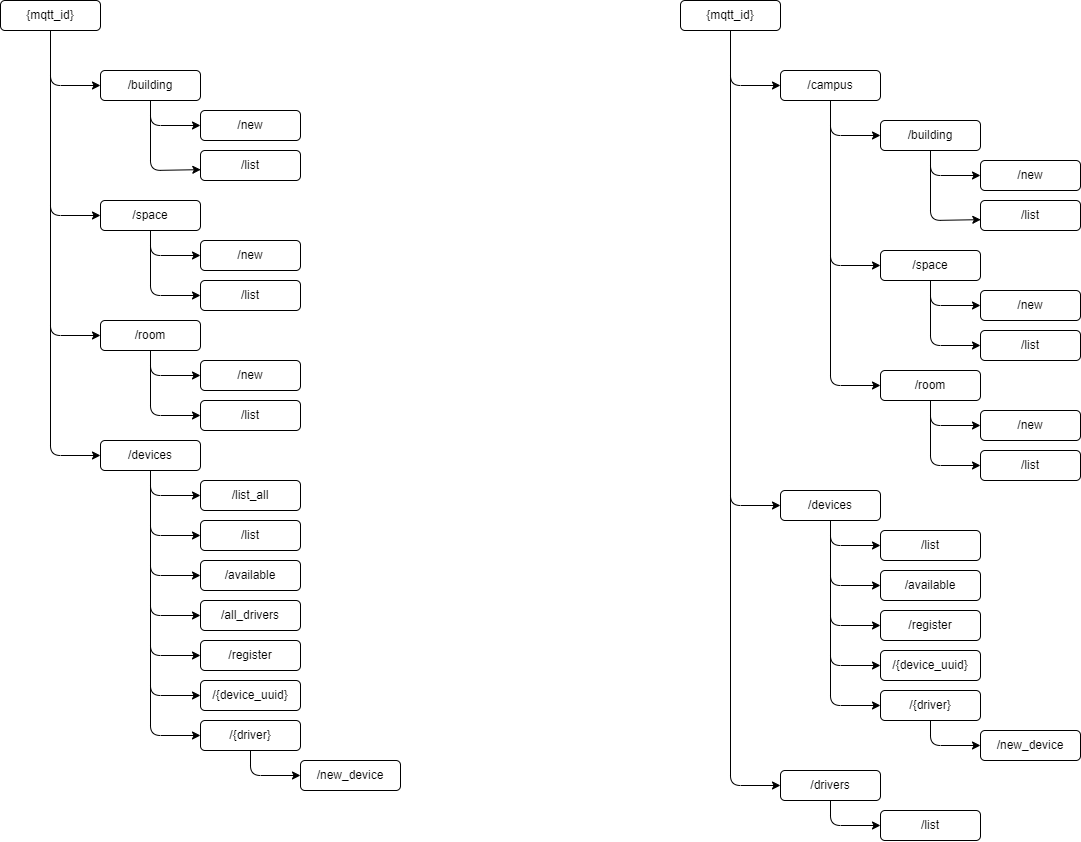 {mqtt_id}
/building
/new
/list
/space
/new
/list
/room
/new
/list
/devices
/list_all
/list
/available
/all_drivers
/register
/{device_uuid}
/{driver}
/new_device
{mqtt_id}
/campus
/building
/new
/list
/space
/new
/list
/room
/new
/list
/devices
/list
/available
/register
/{device_uuid}
/{driver}
/new_device
/drivers
/list